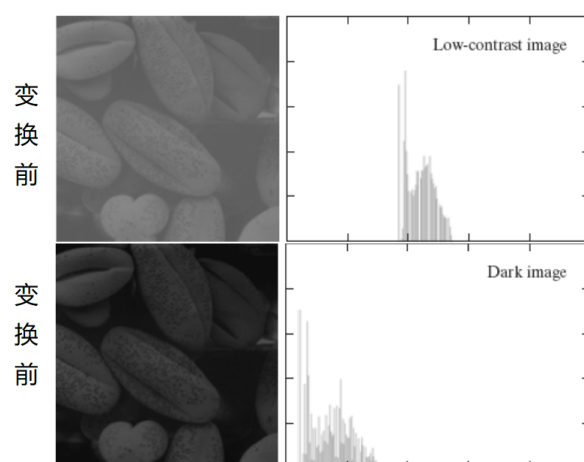 变
换
前
Low-contrast image
变
换
前
Dark image